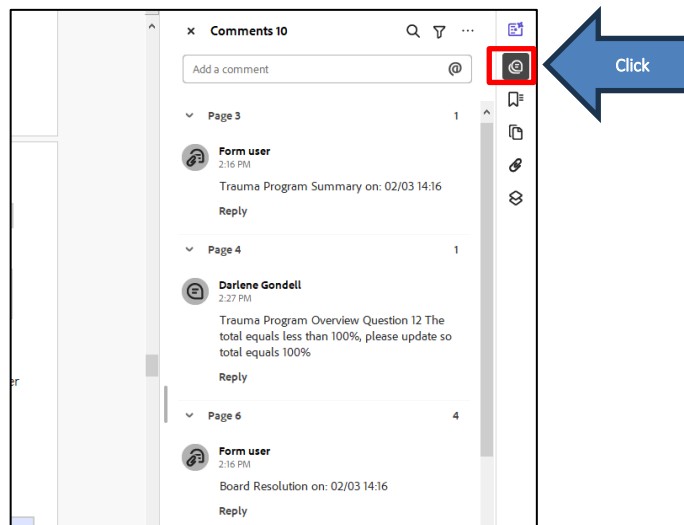 Comments 10
Add a comment
@
Click
Page 3 1
Form user
2:16 PM
Trauma Program Summary on: 02/03 14:16
Reply
Page 4 1
Darlene Gondell
2:27 PM
Trauma Program Overview Question 12 The
total equals less than 100%, please update so
total equals 100%
Reply
er
Page 6 4
Form user
2:16 PM
Board Resolution on: 02/03 14:16
Reply